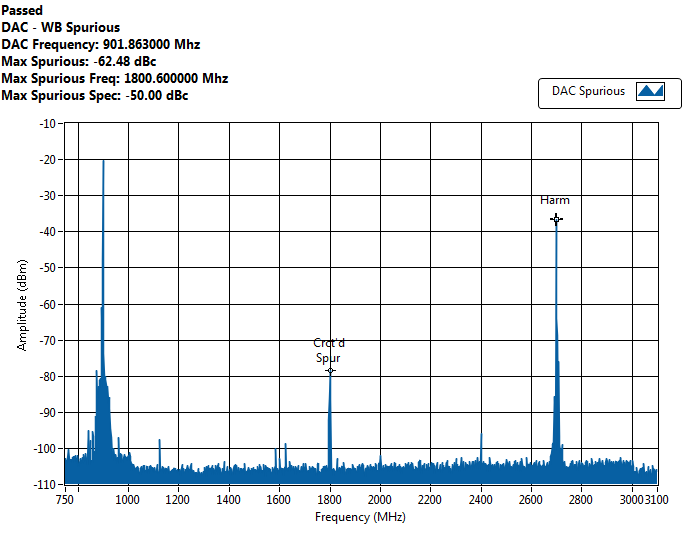 Passed
DAC - WB Spurious
DAC Frequency: 901.863000 Mhz
Max Spurious: -62.48 dBc
Max Spurious Freq: 1800.600000 Mhz
Max Spurious Spec: -50.00 dBc
DAC Spurious
-10
-20
-30
-40
-50
-60
-70
-80
-90
-100
-110
Amplitude (dBm)
Harm
Crct'd
Spur
750 1000 1200 1400 1600 1800 2000 2200 2400 2600 2800 3000 3100
Frequency (MHz)